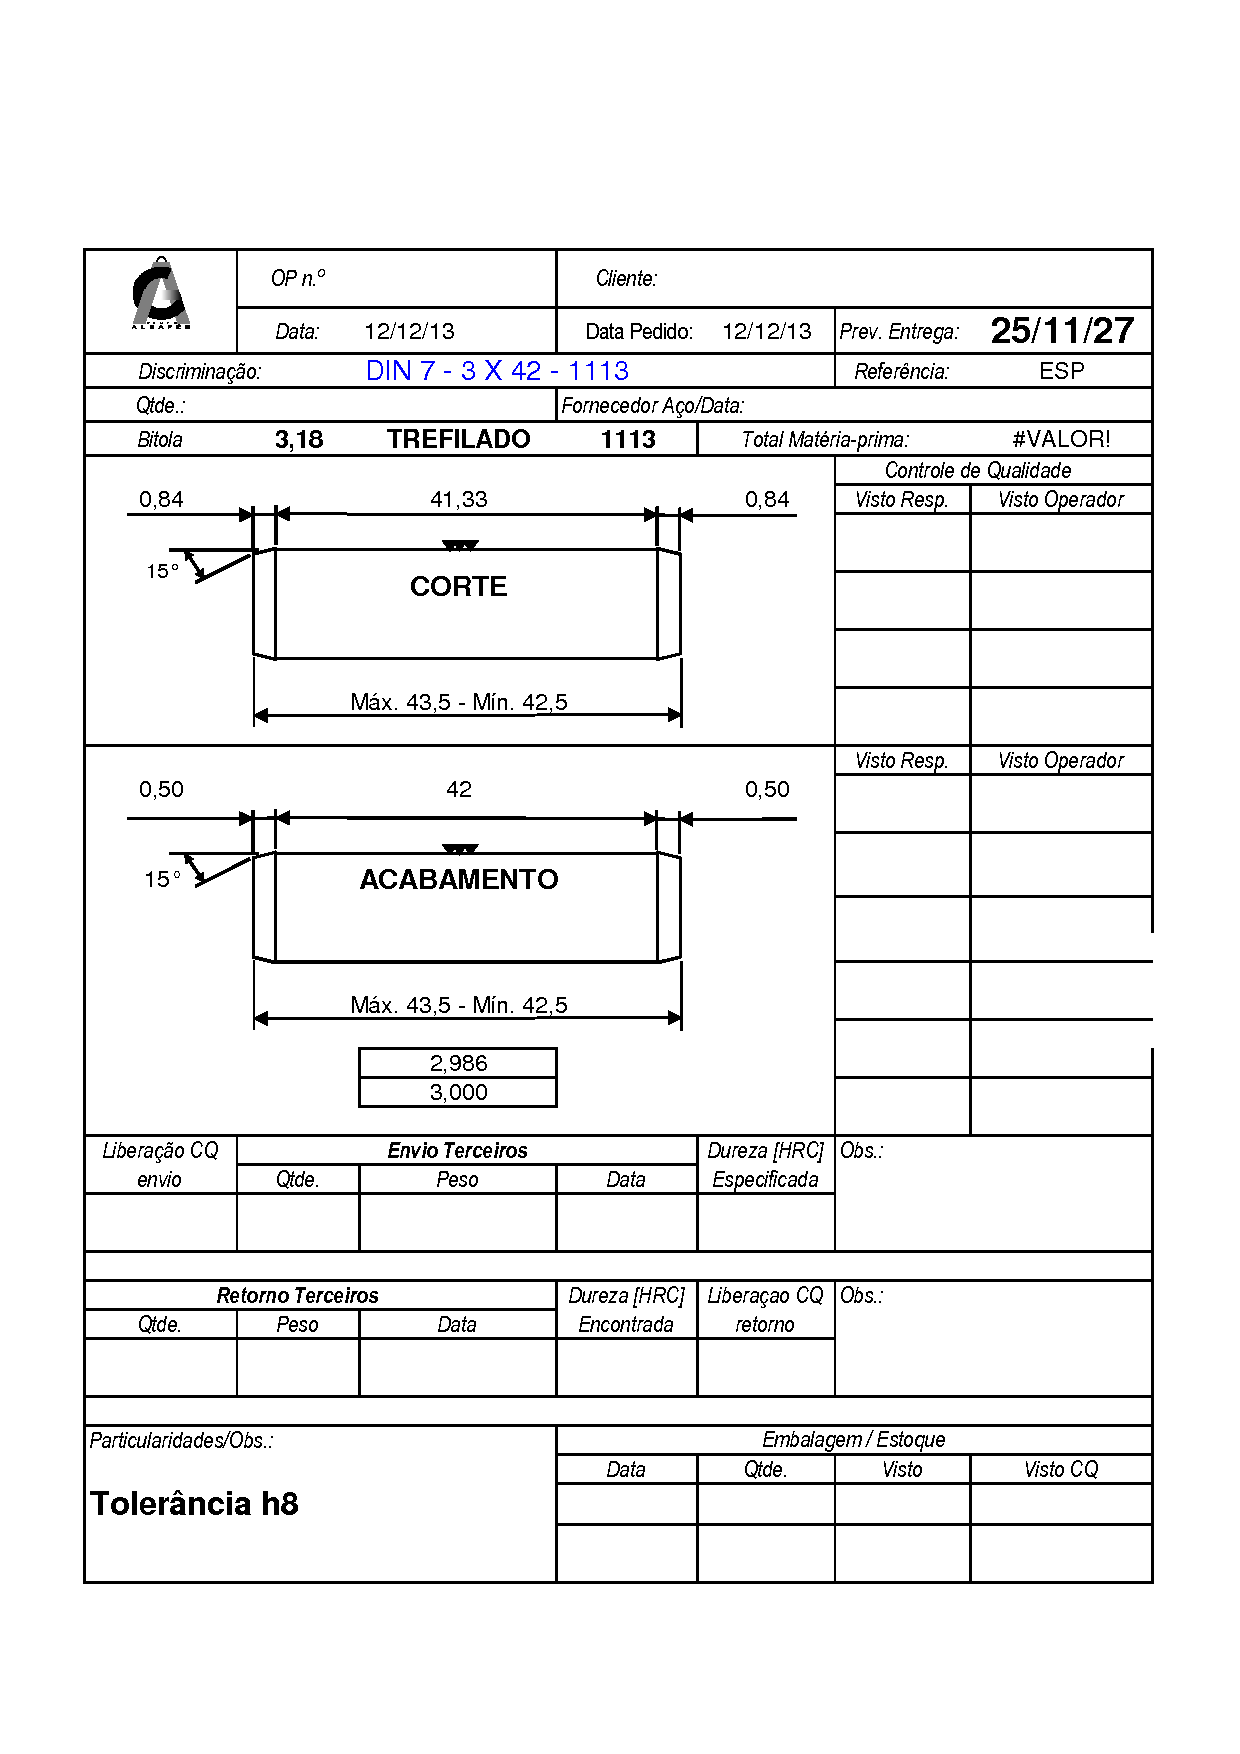 ALBAFER
OP n.º
Cliente:
Data: 12/12/13 Data Pedido: 12/12/13 Prev. Entrega: 25/11/27
Discriminação: DIN 7 - 3 X 42 - 1113 Referência: ESP
Qtde.: Fornecedor Aço/Data:
Bitola 3,18 TREFILADO 1113 Total Matéria-prima: #VALOR!
Controle de Qualidade
0,84 41,33 0,84 Visto Resp. Visto Operador
15°
CORTE
Máx. 43,5 - Mín. 42,5
Visto Resp. Visto Operador
0,50 42 0,50
15°
ACABAMENTO
Máx. 43,5 - Mín. 42,5
2,986
3,000
Liberação CQ Envio Terceiros Dureza [HRC] Obs.:
envio Qtde. Peso Data Especificada
Retorno Terceiros Dureza [HRC] Liberaçao CQ Obs.:
Qtde. Peso Data Encontrada retorno
Particularidades/Obs.: Embalagem / Estoque
Data Qtde. Visto Visto CQ
Tolerância h8